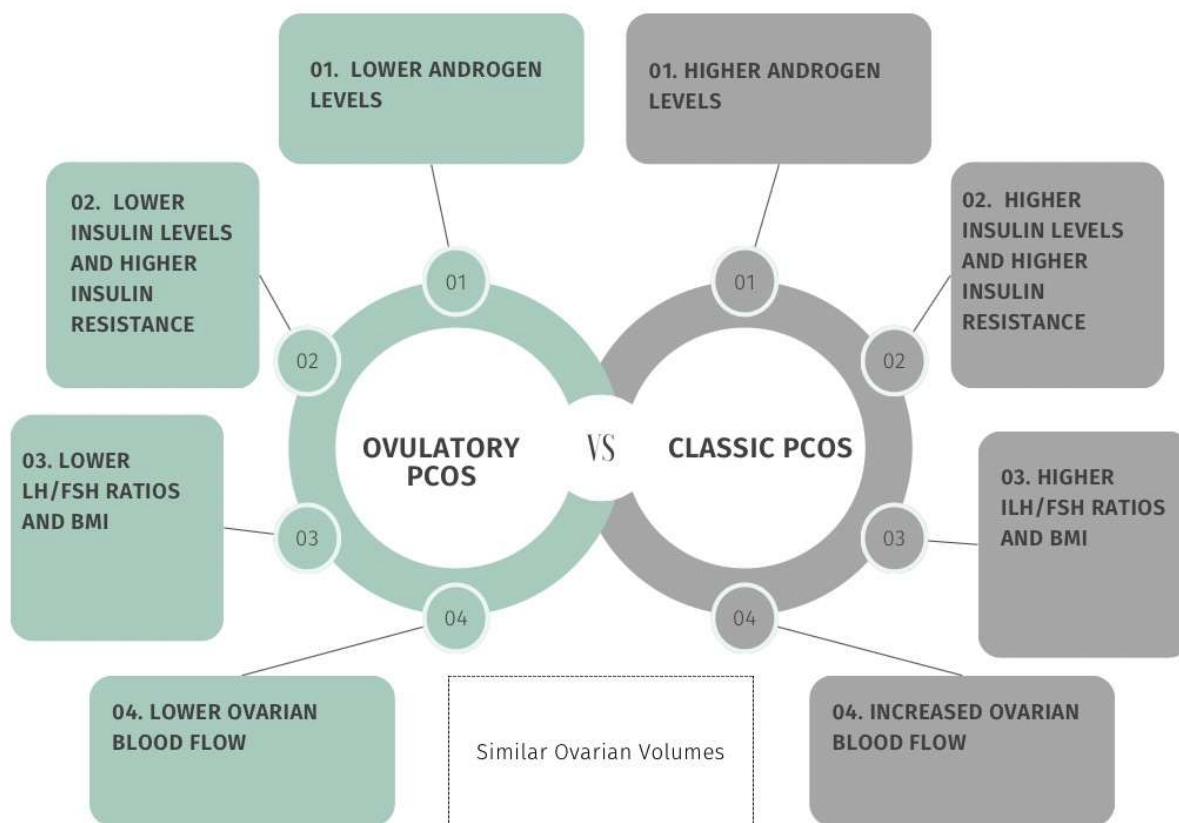 01. LOWER ANDROGEN
LEVELS
01. HIGHER ANDROGEN
LEVELS
02. LOWER
INSULIN LEVELS
AND HIGHER
INSULIN
RESISTANCE
02. HIGHER
INSULIN LEVELS
AND HIGHER
INSULIN
RESISTANCE
01
01
02
02
OVULATORY
PCOS
VS
CLASSIC PCOS
03. LOWER
LH/FSH RATIOS
AND BMI
03. HIGHER
ILH/FSH RATIOS
AND BMI
03
03
04
04
04. LOWER OVARIAN
BLOOD FLOW
Similar Ovarian Volumes
04. INCREASED OVARIAN
BLOOD FLOW